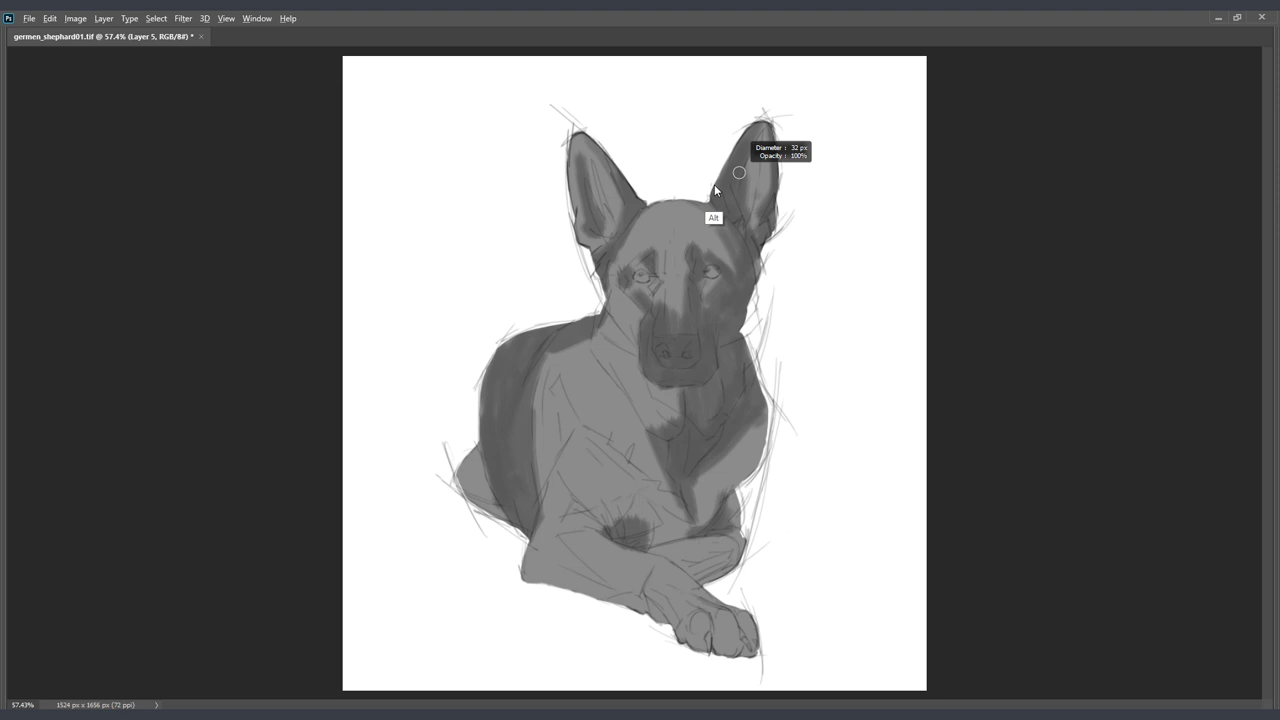 Ps File Edit Image Layer Type Select Filter 3D View Window Help
germen_shephard01.tif @ 57.4% (Layer 5, RGB/8#) * ×
Diameter : 32 px
Opacity : 100%
Alt
57.43% 1524 px x 1656 px (72 ppi)